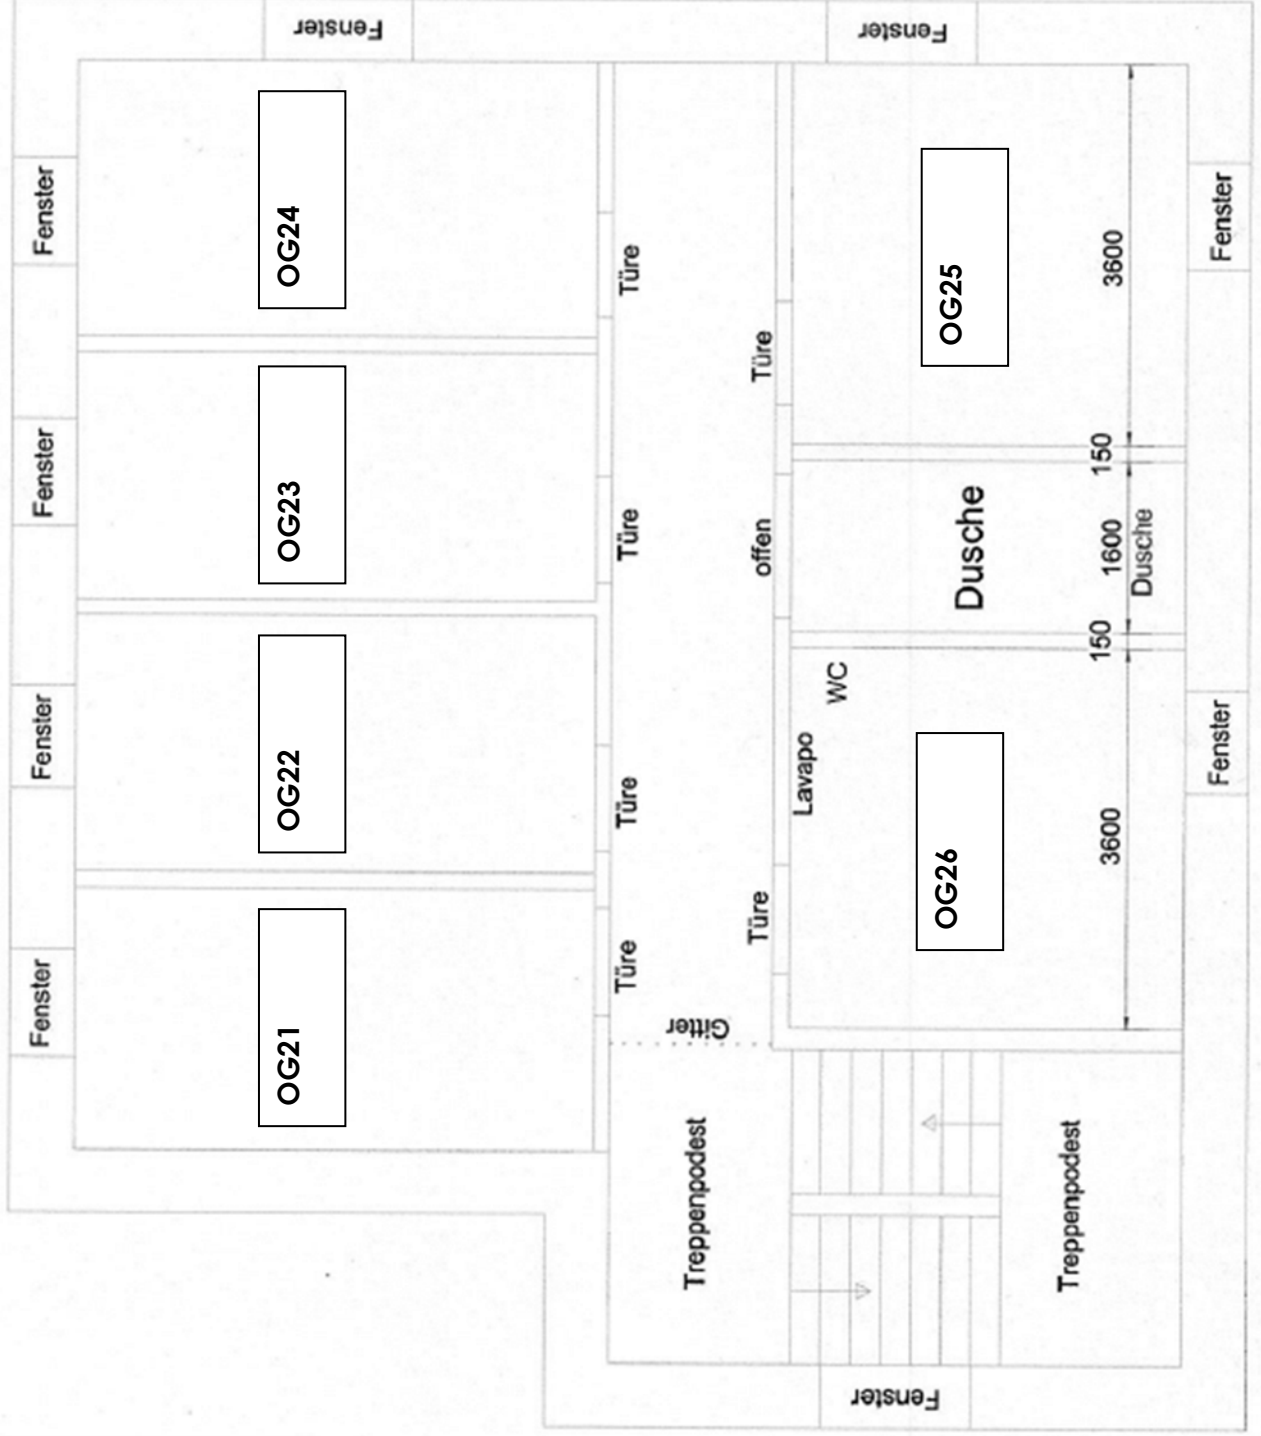 Fenster
Fenster
Fenster
Fenster
Fenster
Fenster
OG21
OG22
OG23
OG24
Türe
Türe
Türe
Türe
Gitter
Treppenpodest
Türe
offen
Türe
Lavapo
WC
OG26
Dusche
OG25
3600
150
1600
150
3600
Dusche
Treppenpodest
Fenster
Fenster
Fenster